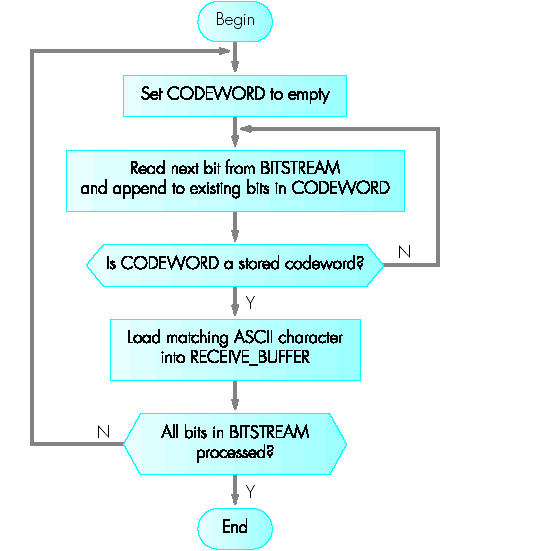 Begin
Set CODEWORD to empty
Read next bit from BITSTREAM
and append to existing bits in CODEWORD
Is CODEWORD a stored codeword?
N
Y
Load matching ASCII character
into RECEIVE_BUFFER
All bits in BITSTREAM
processed?
N
Y
End